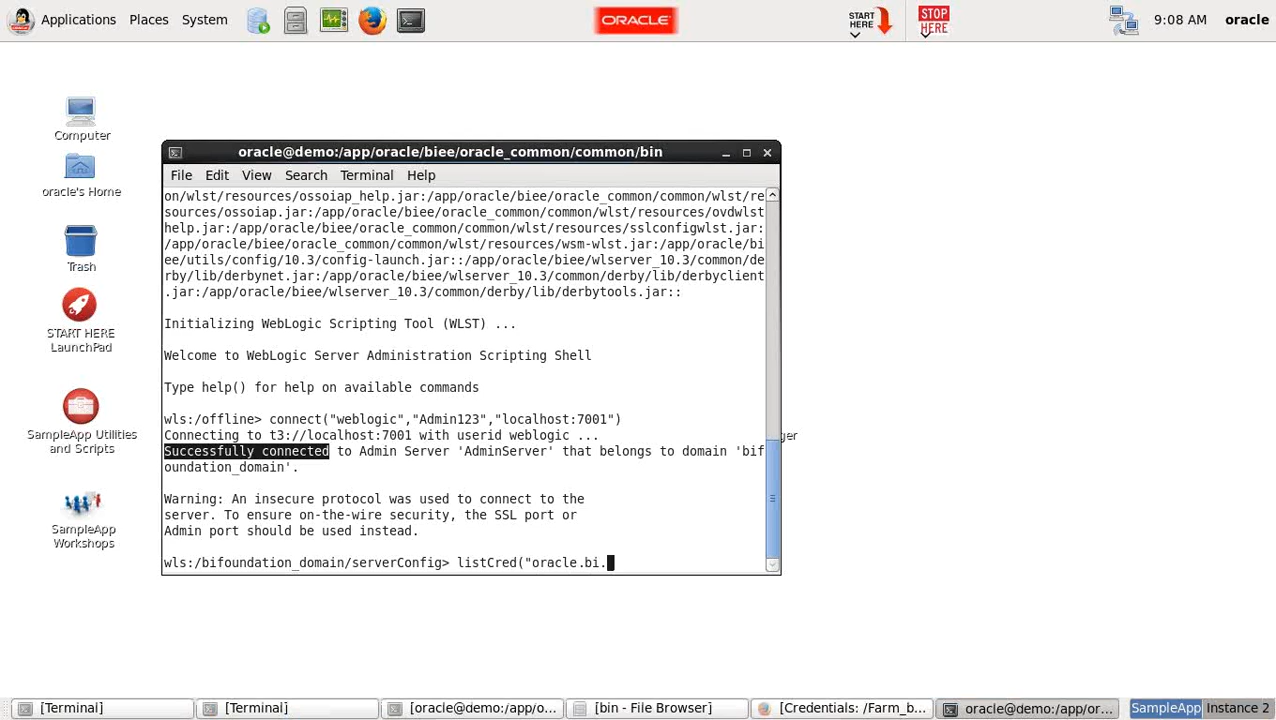 Applications Places System
ORACLE
START HERE
STOP HERE
9:08 AM oracle
Computer
oracle's Home
Trash
START HERE
LaunchPad
SampleApp Utilities
and Scripts
SampleApp
Workshops
oracle@demo:/app/oracle/biee/oracle_common/common/bin
File Edit View Search Terminal Help
on/wlst/resources/ossoiap_help.jar:/app/oracle/biee/oracle_common/common/wlst/re
sources/ossoiap.jar:/app/oracle/biee/oracle_common/common/wlst/resources/ovdwlst
help.jar:/app/oracle/biee/oracle_common/common/wlst/resources/sslconfigwlst.jar:
/app/oracle/biee/oracle_common/common/wlst/resources/wsm-wlst.jar:/app/oracle/bi
ee/utils/config/10.3/config-launch.jar::/app/oracle/biee/wlserver_10.3/common/de
rby/lib/derbynet.jar:/app/oracle/biee/wlserver_10.3/common/derby/lib/derbyclient
.jar:/app/oracle/biee/wlserver_10.3/common/derby/lib/derbytools.jar::
Initializing WebLogic Scripting Tool (WLST) ...
Welcome to WebLogic Server Administration Scripting Shell
Type help() for help on available commands
wls:/offline> connect("weblogic","Admin123","localhost:7001")
Connecting to t3://localhost:7001 with userid weblogic ...
Successfully connected to Admin Server 'AdminServer' that belongs to domain 'bif
oundation_domain'.
Warning: An insecure protocol was used to connect to the
server. To ensure on-the-wire security, the SSL port or
Admin port should be used instead.
wls:/bifoundation_domain/serverConfig> listCred("oracle.bi.
ger
[Terminal]
[Terminal]
[oracle@demo:/app/o...
[bin - File Browser]
[Credentials: /Farm_b...
oracle@demo:/app/or...
SampleApp Instance 2